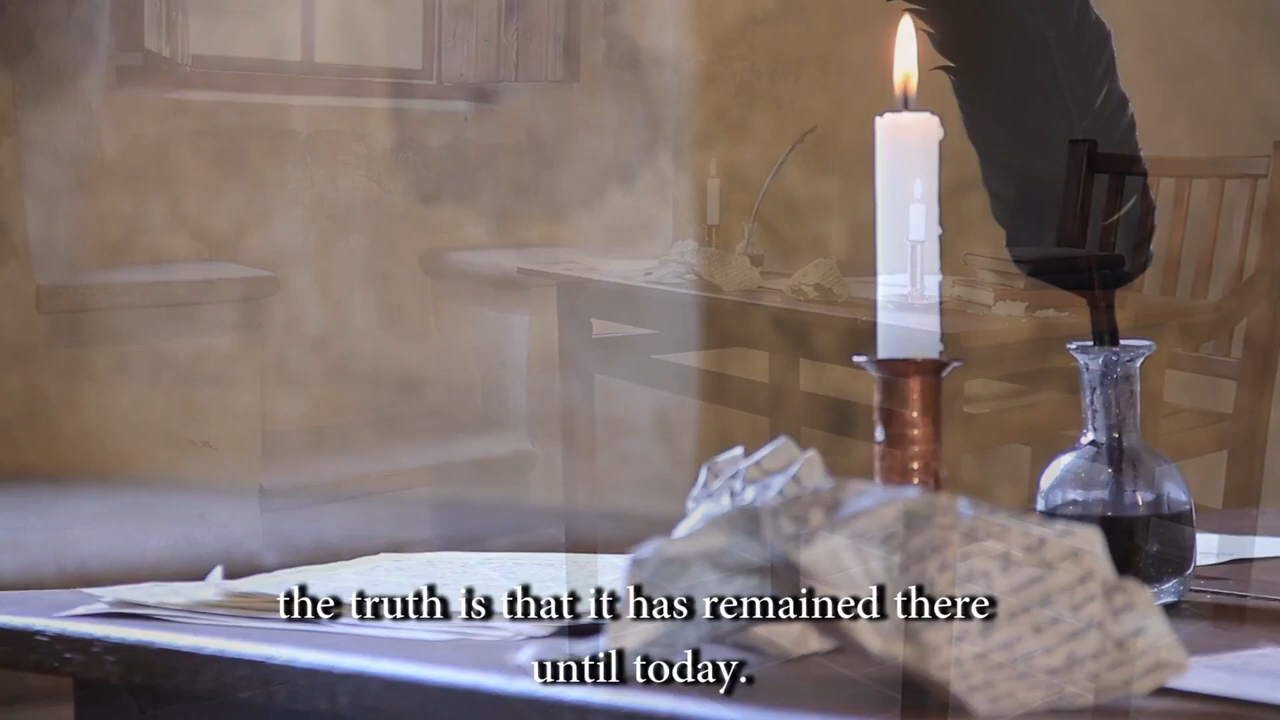 the truth is that it has remained there
until today.